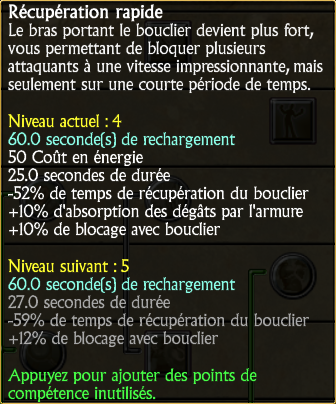 Récupération rapide
Le bras portant le bouclier devient plus fort,
vous permettant de bloquer plusieurs
attaquants à une vitesse impressionnante, mais
seulement sur une courte période de temps.
Niveau actuel : 4
60.0 seconde(s) de rechargement
50 Coût en énergie
25.0 secondes de durée
-52% de temps de récupération du bouclier
+10% d'absorption des dégâts par l'armure
+10% de blocage avec bouclier
Niveau suivant : 5
60.0 seconde(s) de rechargement
27.0 secondes de durée
-59% de temps de récupération du bouclier
+12% de blocage avec bouclier
Appuyez pour ajouter des points de
compétence inutilisés.